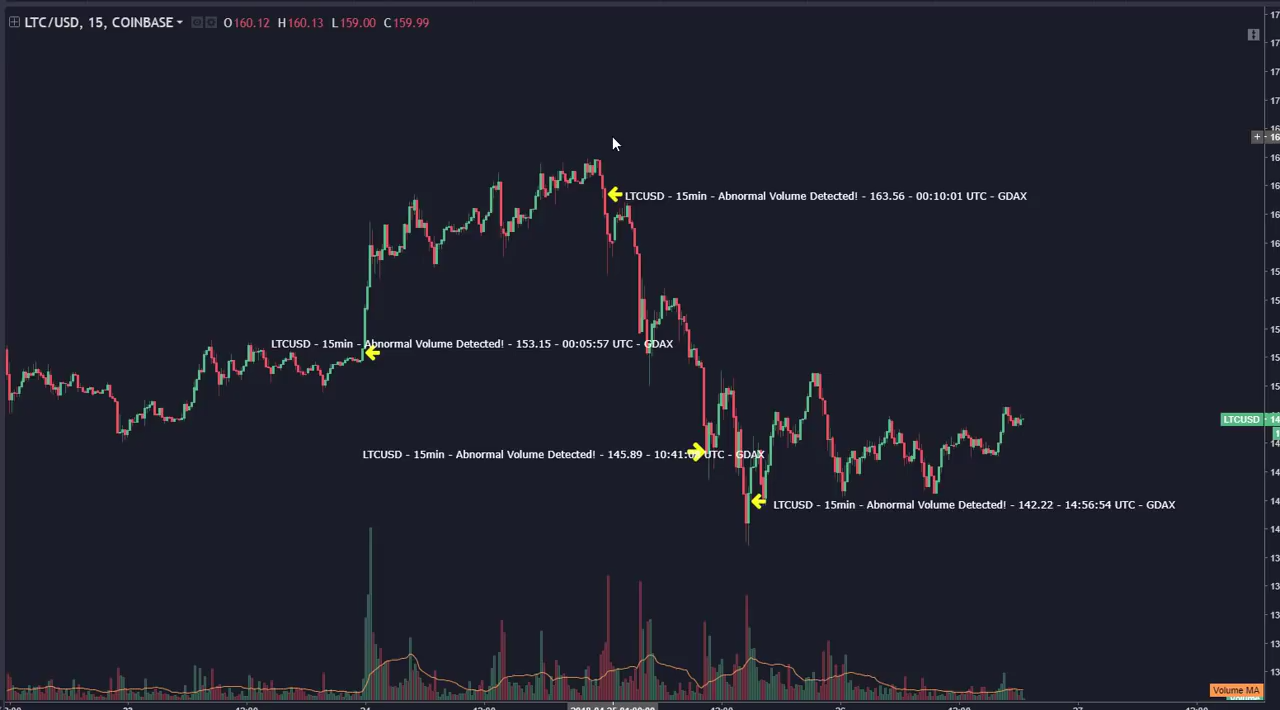 LTC/USD, 15, COINBASE O160.12 H160.13 L159.00 C159.99
LTCUSD - 15min - Abnormal Volume Detected! - 163.56 - 00:10:01 UTC - GDAX
LTCUSD - 15min - Abnormal Volume Detected! - 153.15 - 00:05:57 UTC - GDAX
LTCUSD
LTCUSD - 15min - Abnormal Volume Detected! - 145.89 - 10:41: UTC - GDAX
LTCUSD - 15min - Abnormal Volume Detected! - 142.22 - 14:56:54 UTC - GDAX
Volume MA